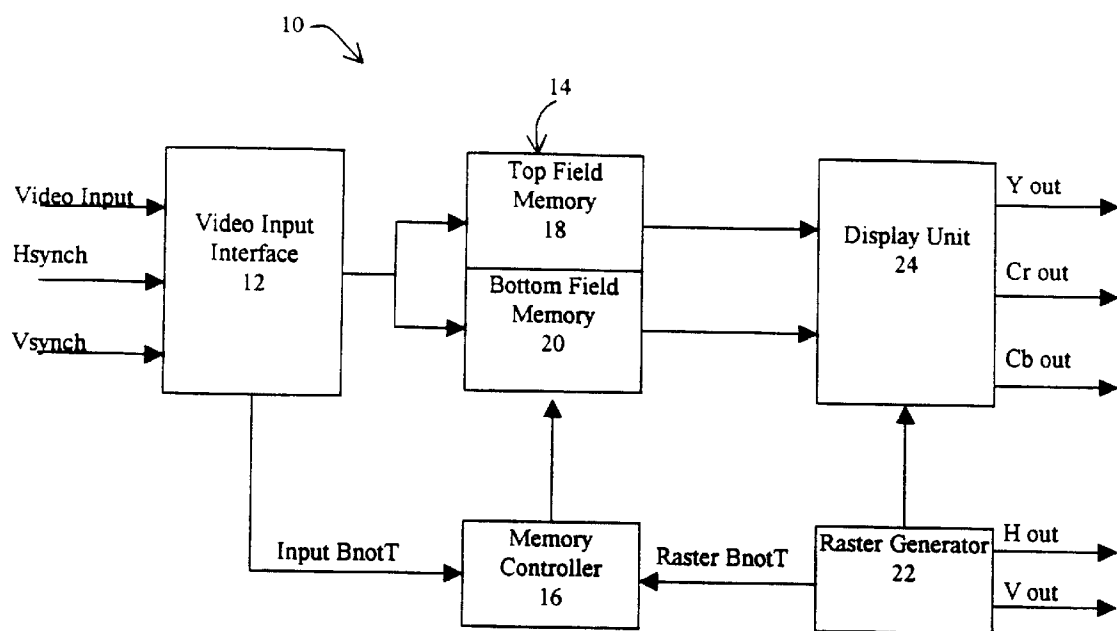 10
14
Video Input
Hsynch
Vsynch
Video Input
Interface
12
Top Field
Memory
18
Bottom Field
Memory
20
Display Unit
24
Y out
Cr out
Cb out
Input BnotT
Memory
Controller
16
Raster BnotT
Raster Generator
22
H out
V out